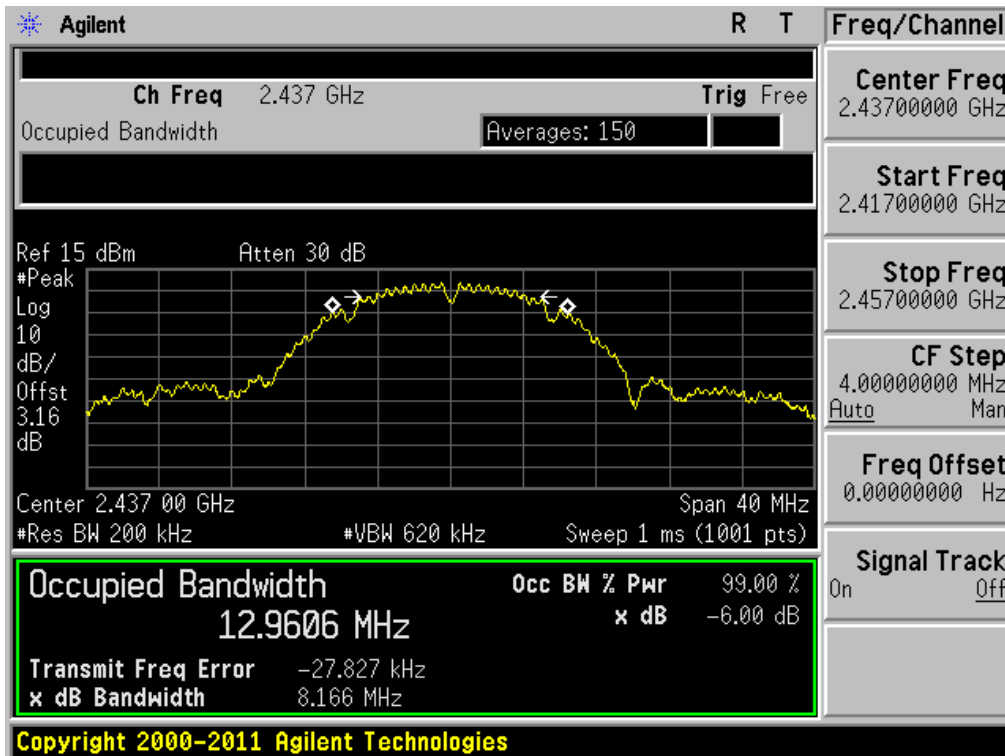 Agilent R T
Ch Freq 2.437 GHz Trig Free
Occupied Bandwidth Averages: 150
Ref 15 dBm Atten 30 dB
#Peak
Log
10
dB/
Offst
3.16
dB
Center 2.437 00 GHz Span 40 MHz
#Res BW 200 kHz #VBW 620 kHz Sweep 1 ms (1001 pts)
Occupied Bandwidth Occ BW % Pwr 99.00 %
12.9606 MHz x dB -6.00 dB
Transmit Freq Error -27.827 kHz
x dB Bandwidth 8.166 MHz
Copyright 2000-2011 Agilent Technologies
Freq/Channel
Center Freq
2.43700000 GHz
Start Freq
2.41700000 GHz
Stop Freq
2.45700000 GHz
CF Step
4.00000000 MHz
Auto Man
Freq Offset
0.00000000 Hz
Signal Track
On Off